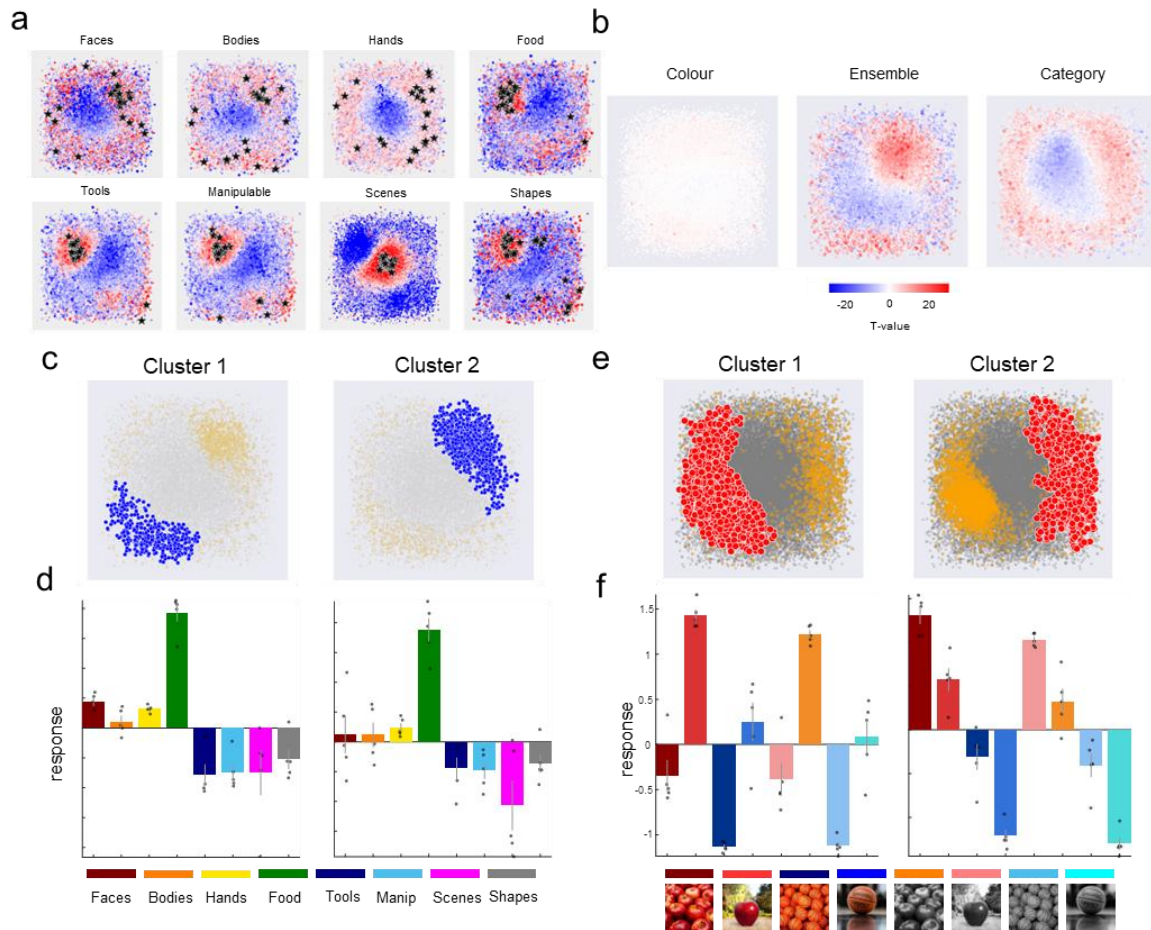 a
Faces
Bodies
Hands
Food
Tools
Manipulable
Scenes
Shapes
b
Colour
Ensemble
Category
-20
0
20
T-value
c
Cluster 1
Cluster 2
d
response
Faces
Bodies
Hands
Food
Tools
Manip
Scenes
Shapes
e
Cluster 1
Cluster 2
f
response
1.5
1
0.5
0
-0.5
-1